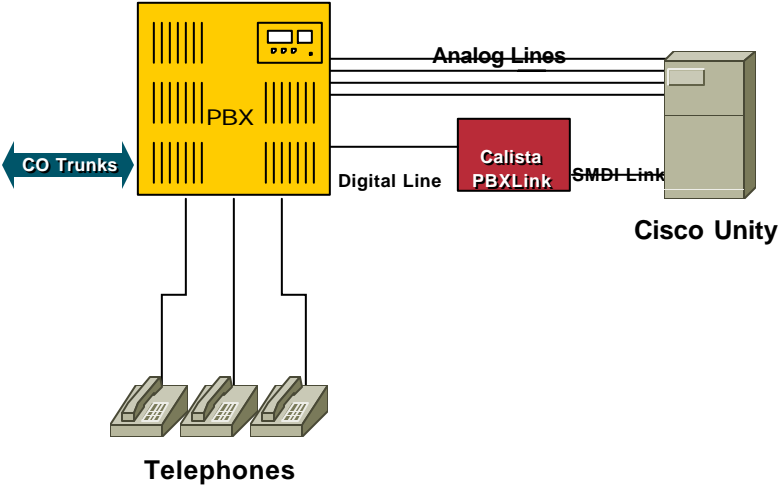 Analog Lines
PBX
CO Trunks
Calista
PBXLink
Digital Line
SMDI Link
Cisco Unity
Telephones